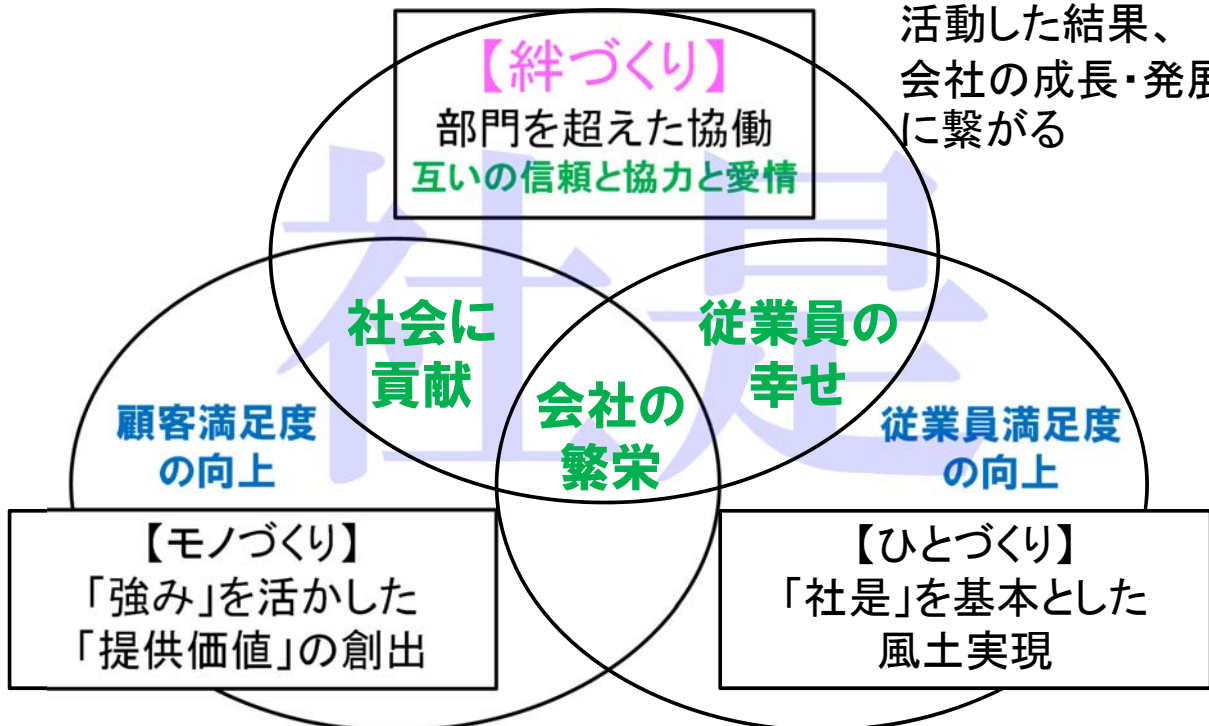 活動した結果、
会社の成長・発展
に繋がる
【絆づくり】
部門を超えた協働
互いの信頼と協力と愛情
社是
社会に
貢献
従業員の
幸せ
会社の
繁栄
顧客満足度
の向上
従業員満足度
の向上
【モノづくり】
「強み」を活かした
「提供価値」の創出
【ひとづくり】
「社是」を基本とした
風土実現